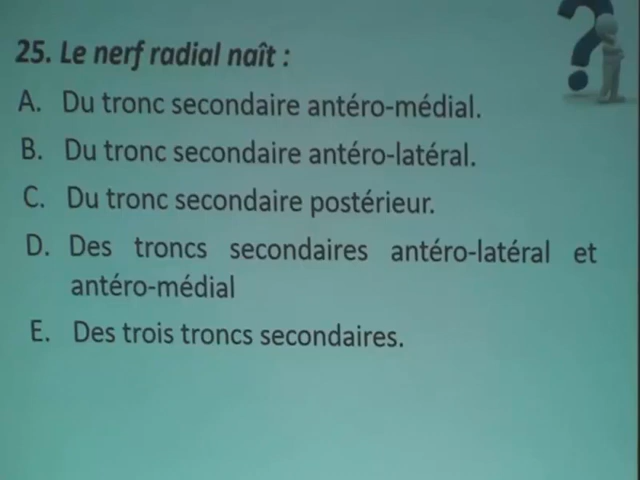 25. Le nerf radial naît :
A. Du tronc secondaire antéro-médial.
B. Du tronc secondaire antéro-latéral.
C. Du tronc secondaire postérieur.
D. Des troncs secondaires antéro-latéral et
antéro-médial
E. Des trois troncs secondaires.